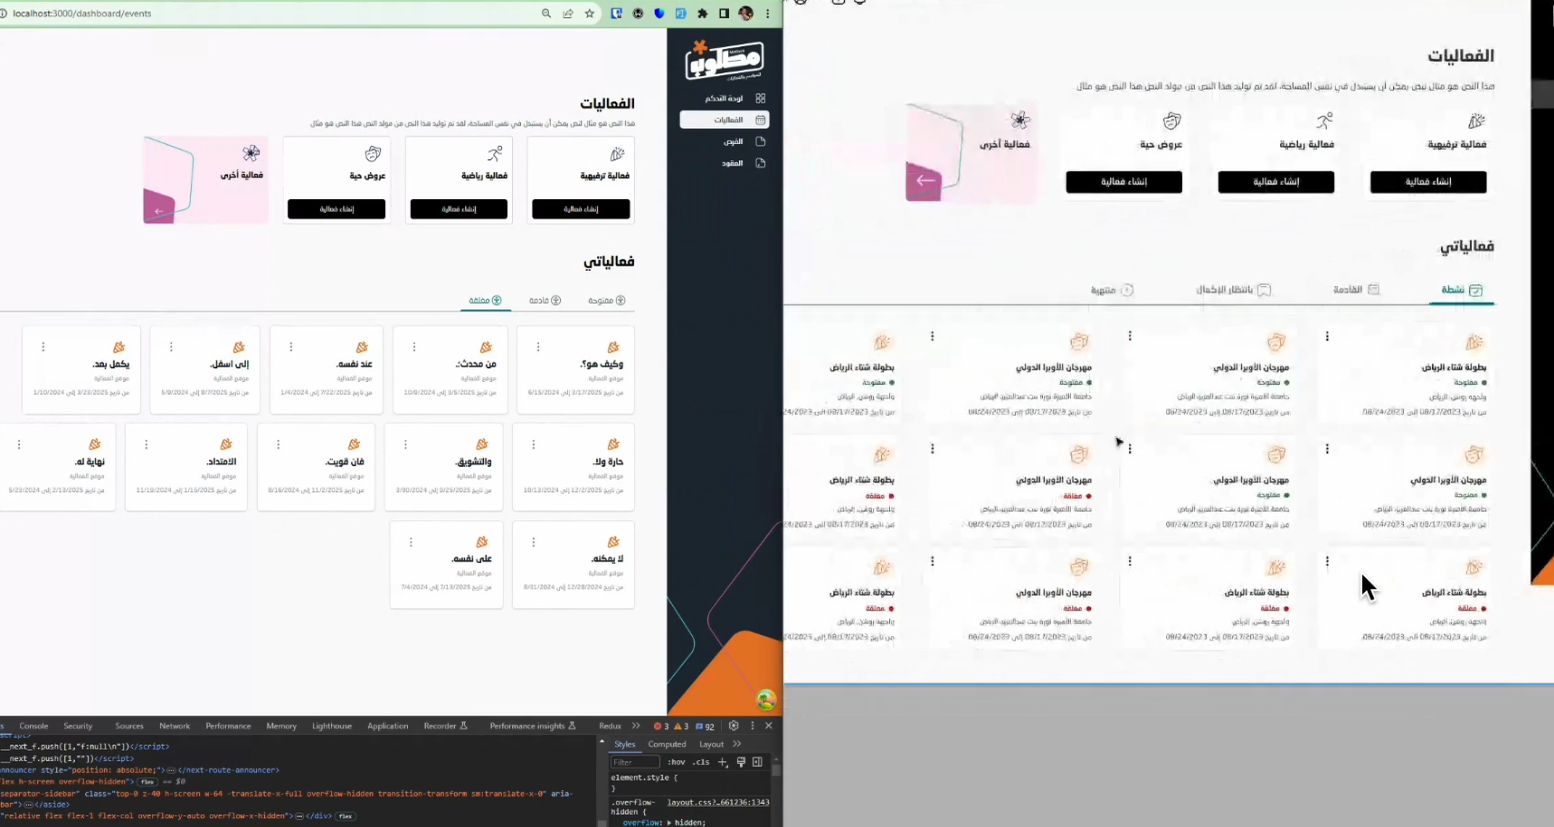 localhost:3000/dashboard/events
مطلوب
لوحة التحكم
الفعاليات
الفرص
العقود
الفعاليات
هذا النص هو مثال لنص يمكن أن يستبدل في نفس المساحة، لقد تم توليد هذا النص من مولد النص هذا النص هو مثال
فعالية ترفيهية
فعالية رياضية
عروض حية
فعالية أخرى
إنشاء فعالية
إنشاء فعالية
إنشاء فعالية
فعالياتي
مفتوحة
قادمة
مغلقة
وكيف هو؟.
من محدث:.
عند نفسه.
إلى اسفل.
يكمل بعد.
موقع الفعالية
موقع الفعالية
موقع الفعالية
موقع الفعالية
موقع الفعالية
من تاريخ 2/17/2025 إلى 6/15/2024
من تاريخ 3/5/2025 إلى 10/8/2024
من تاريخ 7/22/2025 إلى 1/4/2024
من تاريخ 8/7/2025 إلى 5/9/2024
من تاريخ 3/23/2025 إلى 1/10/2024
حارة ولا.
والتشويق.
فان قويت.
الامتداد.
نهاية له.
موقع الفعالية
موقع الفعالية
موقع الفعالية
موقع الفعالية
موقع الفعالية
من تاريخ 12/2/2025 إلى 10/13/2024
من تاريخ 9/25/2025 إلى 3/30/2024
من تاريخ 11/2/2025 إلى 8/16/2024
من تاريخ 1/15/2025 إلى 11/18/2024
من تاريخ 2/13/2025 إلى 5/23/2024
لا يمكنه.
على نفسه.
موقع الفعالية
موقع الفعالية
من تاريخ 12/28/2024 إلى 8/31/2024
من تاريخ 7/13/2025 إلى 7/4/2024
Console Security Sources Network Performance Memory Lighthouse Application Recorder Performance insights Redux 3 3 92
script>
__next_f.push([1,"f:null\n"])</script>
__next_f.push([1,""])</script>
announcer style="position: absolute;"></next-route-announcer>
flex h-screen overflow-hidden"> flex == $0
separator-sidebar" class="top-0 z-40 h-screen w-64 -translate-x-full overflow-hidden transition-transform sm:translate-x-0" aria-
bar"></aside>
"relative flex flex-1 flex-col overflow-y-auto overflow-x-hidden"></div> flex
Styles Computed Layout
Filter :hov .cls
element.style {
}
.overflow- layout.css?…661236:1343
hidden {
overflow: hidden;
الفعاليات
هذا النص هو مثال لنص يمكن أن يستبدل في نفس المساحة، لقد تم توليد هذا النص من مولد النص هذا النص هو مثال
فعالية ترفيهية
فعالية رياضية
عروض حية
فعالية أخرى
إنشاء فعالية
إنشاء فعالية
إنشاء فعالية
فعالياتي
نشطة
القادمة
بانتظار الإكمال
منتهية
بطولة شتاء الرياض
مهرجان الأوبرا الدولي
مهرجان الأوبرا الدولي
بطولة شتاء الرياض
مفتوحة
مفتوحة
مفتوحة
مفتوحة
واجهة روشن، الرياض
جامعة الأميرة نورة بنت عبدالعزيز، الرياض
جامعة الأميرة نورة بنت عبدالعزيز، الرياض
واجهة روشن، الرياض
من تاريخ 08/17/2023 إلى 08/24/2023
من تاريخ 08/17/2023 إلى 08/24/2023
من تاريخ 08/17/2023 إلى 08/24/2023
من تاريخ 08/17/2023 إلى 24/2023
مهرجان الأوبرا الدولي
مهرجان الأوبرا الدولي
مهرجان الأوبرا الدولي
بطولة شتاء الرياض
مفتوحة
مفتوحة
مغلقة
مغلقة
جامعة الأميرة نورة بنت عبدالعزيز، الرياض
جامعة الأميرة نورة بنت عبدالعزيز، الرياض
جامعة الأميرة نورة بنت عبدالعزيز، الرياض
واجهة روشن، الرياض
من تاريخ 08/17/2023 إلى 08/24/2023
من تاريخ 08/17/2023 إلى 08/24/2023
من تاريخ 08/17/2023 إلى 08/24/2023
من تاريخ 08/17/2023 إلى 23/2023
بطولة شتاء الرياض
بطولة شتاء الرياض
مهرجان الأوبرا الدولي
بطولة شتاء الرياض
مغلقة
مغلقة
مغلقة
مغلقة
واجهة روشن، الرياض
واجهة روشن، الرياض
جامعة الأميرة نورة بنت عبدالعزيز، الرياض
واجهة روشن، الرياض
من تاريخ 08/17/2023 إلى 08/24/2023
من تاريخ 08/17/2023 إلى 08/24/2023
من تاريخ 08/17/2023 إلى 08/24/2023
من تاريخ 08/17/2023 إلى 24/2023